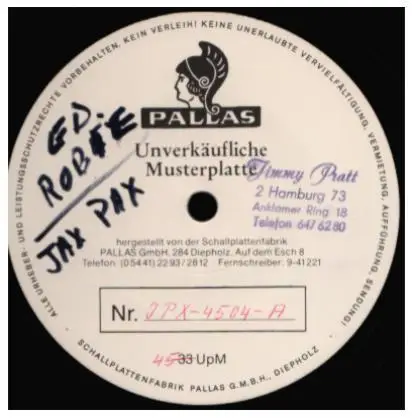 ALLE URHEBER- UND LEISTUNGSSCHUTZRECHTE VORBEHALTEN, KEIN VERLEIH! KEINE UNERLAUBTE VERVIELFÄLTIGUNG, VERMIETUNG, AUFFÜHRUNG, SENDUNG!
PALLAS
ED.
ROBIE
JAX PAX
Unverkäufliche
Musterplatte
Jimmy Pratt
2 Hamburg 73
Anklamer Ring 18
Telefon 647 62 80
hergestellt von der Schallplattenfabrik
PALLAS GmbH, 284 Diepholz, Auf dem Esch 8
Telefon (05441) 2293/2812 Fernschreiber: 9-41221
Nr. JPX-4504-A
45 33 UpM
SCHALLPLATTENFABRIK PALLAS G.M.B.H., DIEPHOLZ